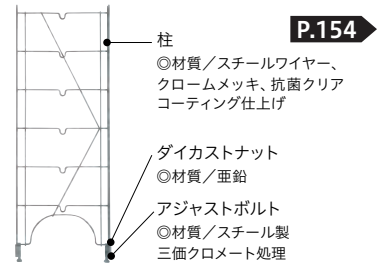 P.154
柱
◎材質／スチールワイヤー、
クロームメッキ、抗菌クリア
コーティング仕上げ
ダイカストナット
◎材質／亜鉛
アジャストボルト
◎材質／スチール製
三価クロメート処理